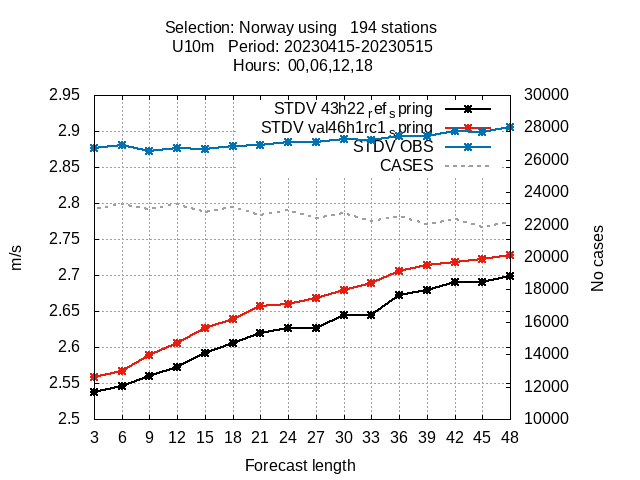 Selection: Norway using   194 stations
U10m   Period: 20230415-20230515
Hours:  00,06,12,18
STDV 43h22_ref_spring
STDV val46h1rc1_spring
STDV OBS
CASES
2.95
2.9
2.85
2.8
2.75
2.7
2.65
2.6
2.55
2.5
m/s
30000
28000
26000
24000
22000
20000
18000
16000
14000
12000
10000
No cases
3 6 9 12 15 18 21 24 27 30 33 36 39 42 45 48
Forecast length